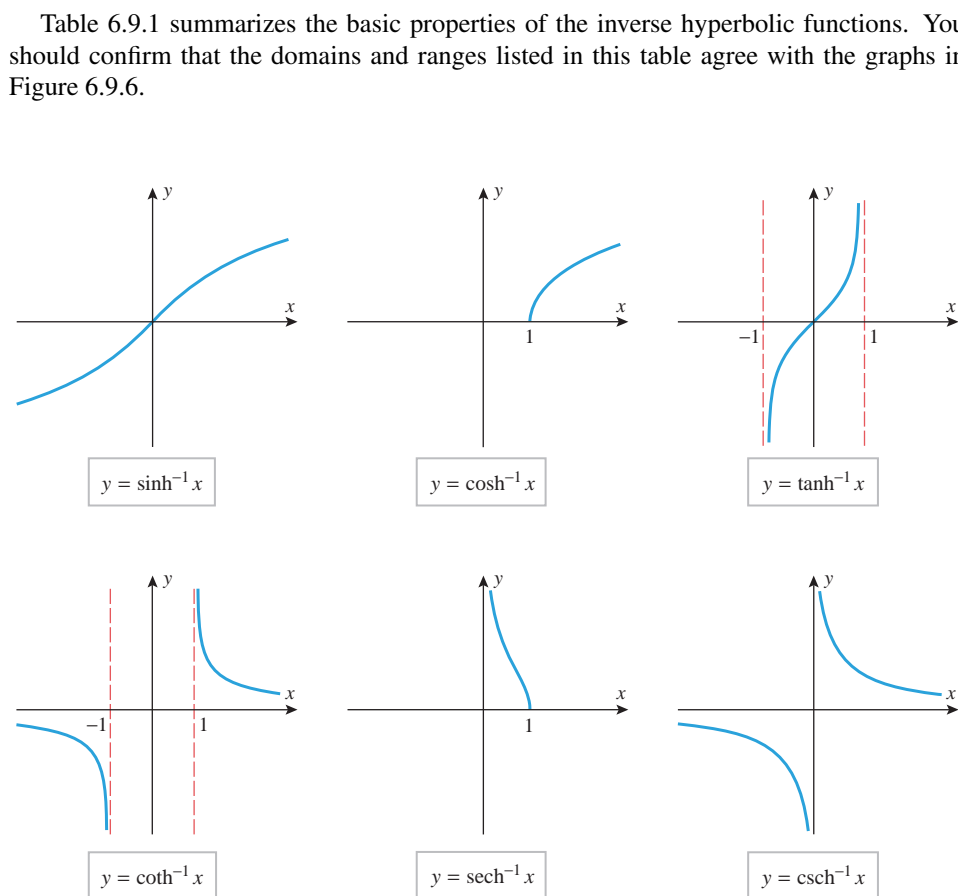 Table 6.9.1 summarizes the basic properties of the inverse hyperbolic functions. You
should confirm that the domains and ranges listed in this table agree with the graphs in
Figure 6.9.6.
y
x
y = sinh⁻¹ x
y
x
1
y = cosh⁻¹ x
y
x
−1
1
y = tanh⁻¹ x
y
x
−1
1
y = coth⁻¹ x
y
x
1
y = sech⁻¹ x
y
x
y = csch⁻¹ x